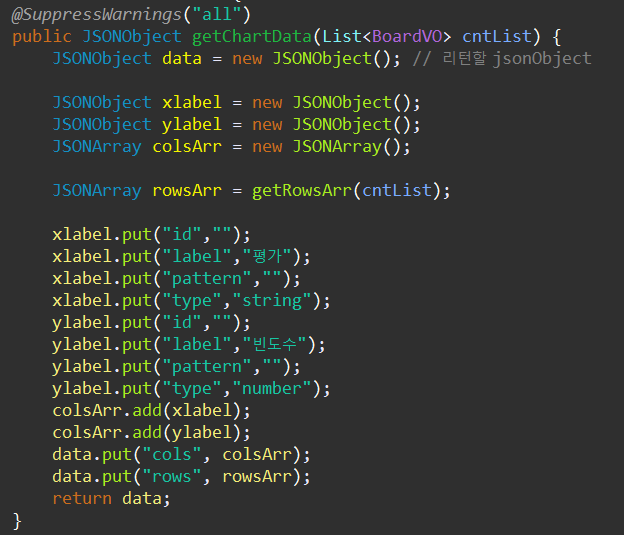 @SuppressWarnings("all")
public JSONObject getChartData(List<BoardVO> cntList) {
    JSONObject data = new JSONObject(); // 리턴할 jsonObject

    JSONObject xlabel = new JSONObject();
    JSONObject ylabel = new JSONObject();
    JSONArray colsArr = new JSONArray();

    JSONArray rowsArr = getRowsArr(cntList);

    xlabel.put("id","");
    xlabel.put("label","평가");
    xlabel.put("pattern","");
    xlabel.put("type","string");
    ylabel.put("id","");
    ylabel.put("label","빈도수");
    ylabel.put("pattern","");
    ylabel.put("type","number");
    colsArr.add(xlabel);
    colsArr.add(ylabel);
    data.put("cols", colsArr);
    data.put("rows", rowsArr);
    return data;
}